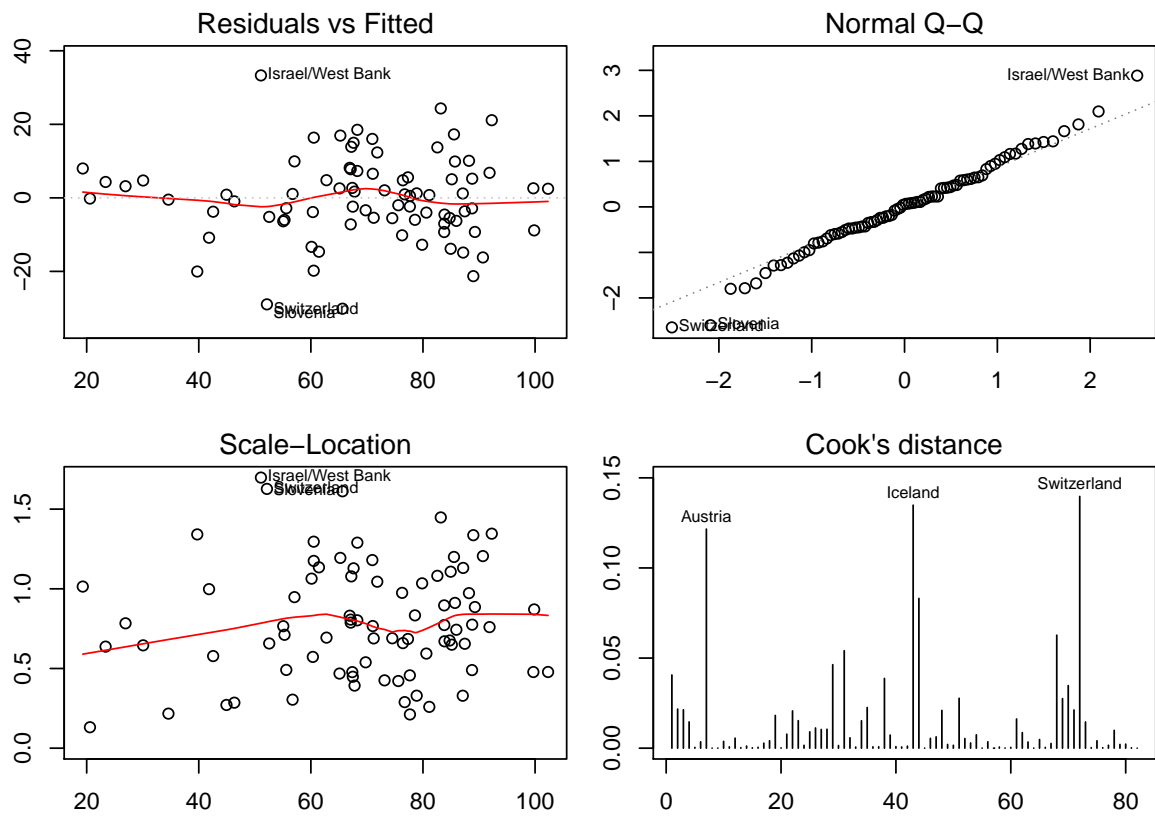 Residuals vs Fitted
40
20
0
−20
Israel/West Bank
Switzerland
Slovenia
20 40 60 80 100
Normal Q−Q
3
2
1
0
−2
Israel/West Bank
Switzerland
Slovenia
−2 −1 0 1 2
Scale−Location
1.5
1.0
0.5
0.0
Israel/West Bank
Switzerland
Slovenia
20 40 60 80 100
Cook's distance
0.15
0.10
0.05
0.00
Austria
Iceland
Switzerland
0 20 40 60 80